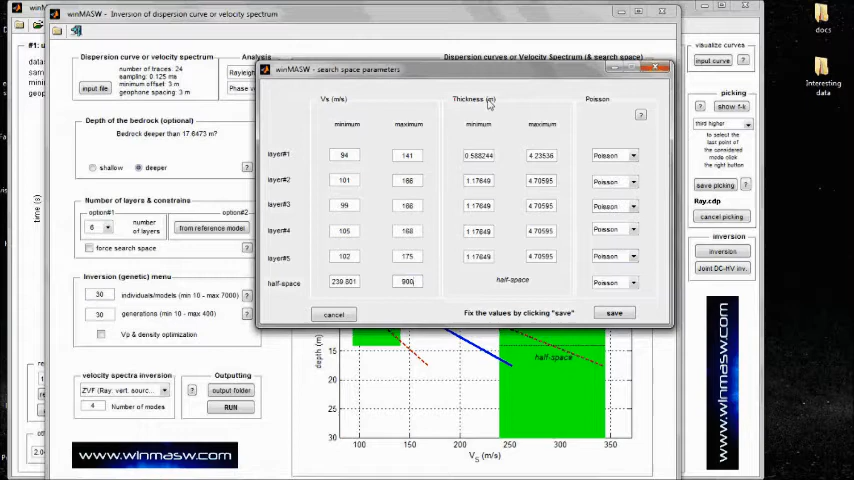 winMASW
winMASW - Inversion of dispersion curve or velocity spectrum
docs
Interesting
data
Dispersion curve or velocity spectrum
input file
number of traces: 24
sampling: 0.125 ms
minimum offset: 3 m
geophone spacing: 3 m
Analysis
Depth of the bedrock (optional)
Bedrock deeper than 17.6473 m?
shallow
deeper
?
Number of layers & constrains
option#1
option#2
6
number
of layers
from reference model
force search space
?
Inversion (genetic) menu
30 individuals/models (min 10 - max 7000)
?
30 generations (min 10 - max 400)
?
Vp & density optimization
velocity spectra inversion
ZVF (Ray: vert. sourc...
4 Number of modes
?
Outputting
output folder
RUN
www.winmasw.com
time (s)
winMASW - search space parameters
Vs (m/s)
Thickness (m)
Poisson
minimum
maximum
minimum
maximum
?
layer#1 94 141 0.588244 4.23536 Poisson
layer#2 101 166 1.17649 4.70595 Poisson
layer#3 99 166 1.17649 4.70595 Poisson
layer#4 105 168 1.17649 4.70595 Poisson
layer#5 102 175 1.17649 4.70595 Poisson
half-space 239.801 900 half-space Poisson
cancel
Fix the values by clicking "save"
save
depth (m)
15
20
25
30
half-space
100 150 200 250 300 350
VS (m/s)
visualize curves
input curve
?
picking
?
show f-k
third higher
to select
the last
point of the
considered
mode click
the right
button
save picking
?
Ray.cdp
cancel picking
inversion
inversion
Joint DC-HV inv.
www.winmasw.com